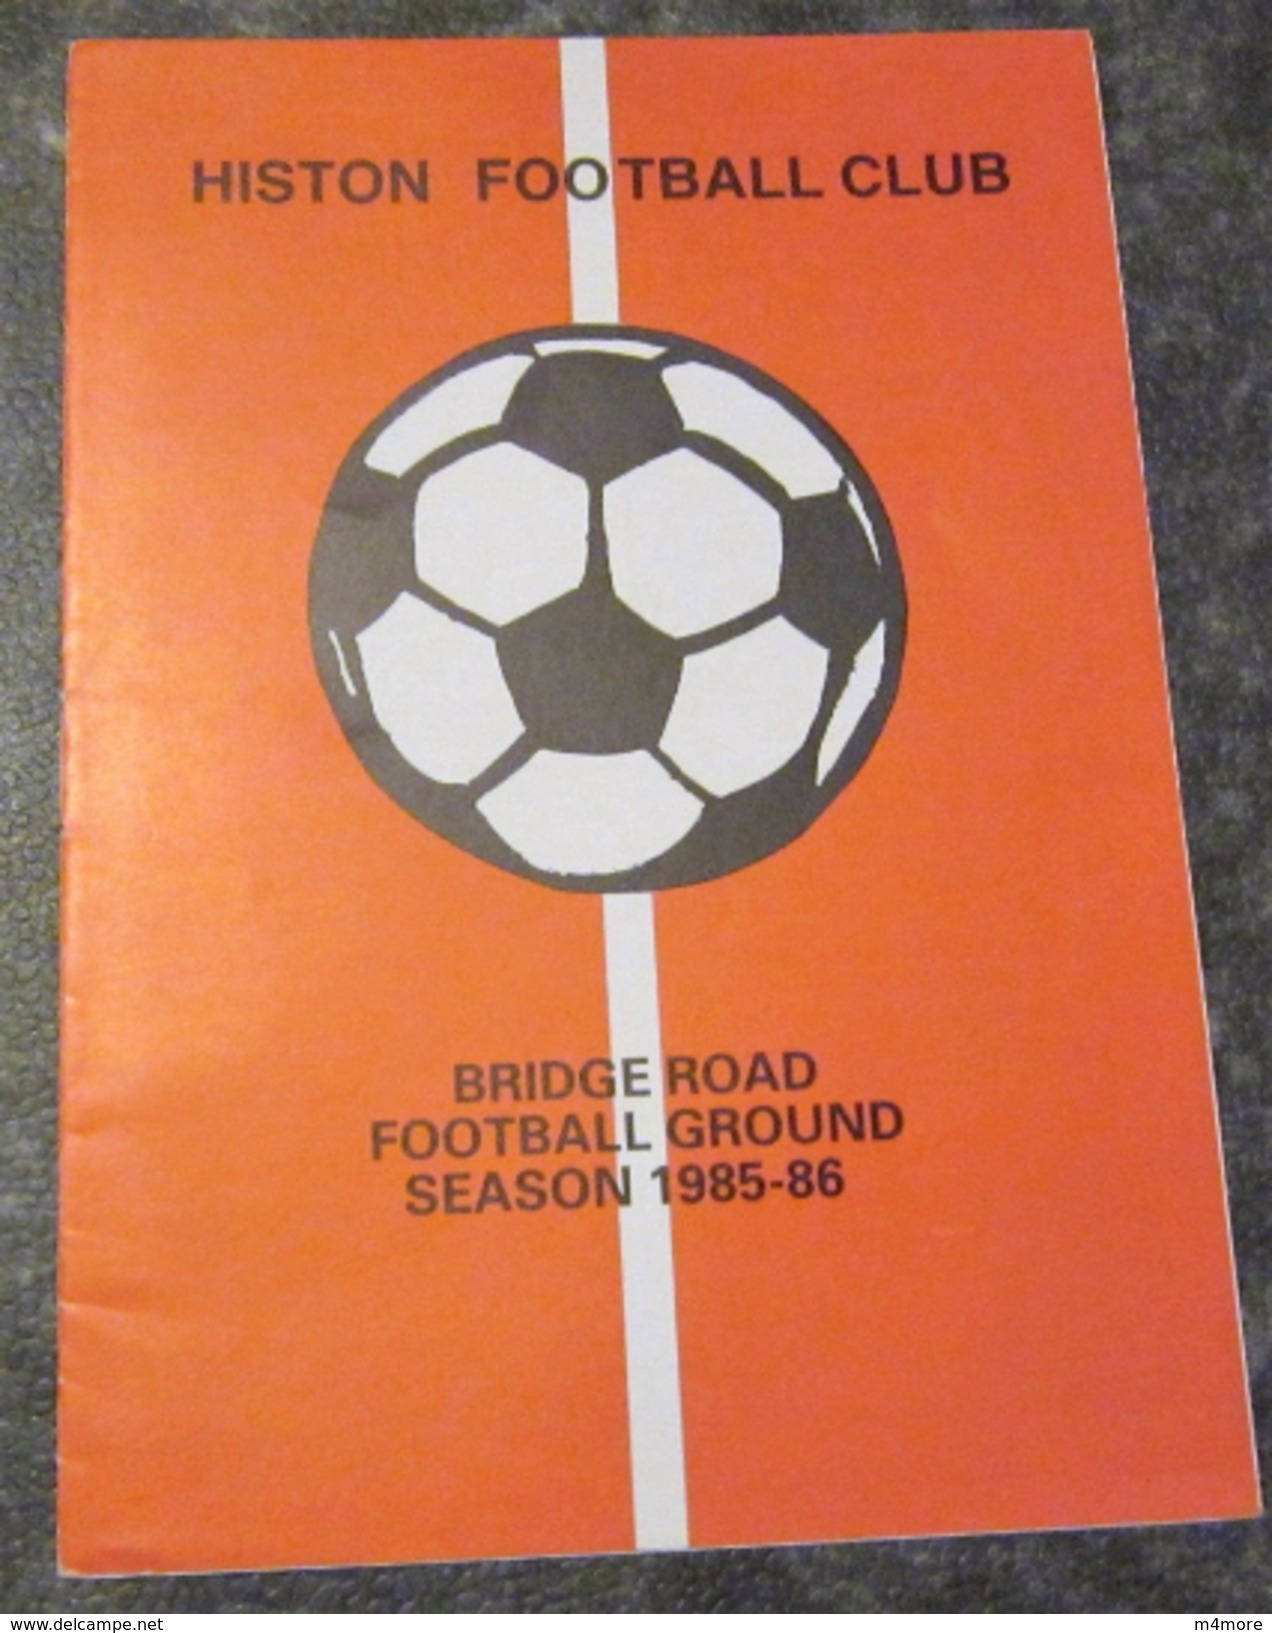 HISTON FOOTBALL CLUB
BRIDGE ROAD
FOOTBALL GROUND
SEASON 1985-86
www.delcampe.net
m4more